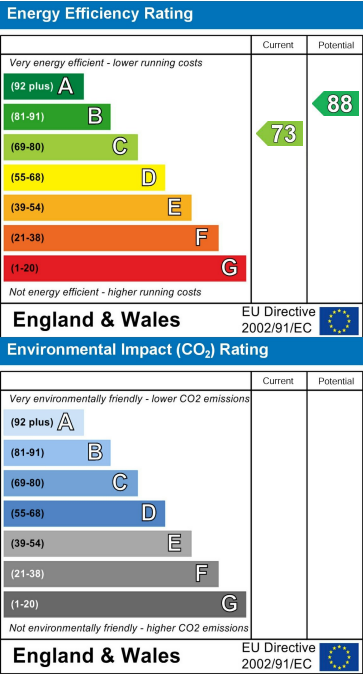 Energy Efficiency Rating
Current Potential
Very energy efficient - lower running costs
(92 plus) A
(81-91) B
(69-80) C
(55-68) D
(39-54) E
(21-38) F
(1-20) G
73
88
Not energy efficient - higher running costs
England & Wales
EU Directive
2002/91/EC
Environmental Impact (CO₂) Rating
Current Potential
Very environmentally friendly - lower CO2 emissions
(92 plus) A
(81-91) B
(69-80) C
(55-68) D
(39-54) E
(21-38) F
(1-20) G
Not environmentally friendly - higher CO2 emissions
England & Wales
EU Directive
2002/91/EC